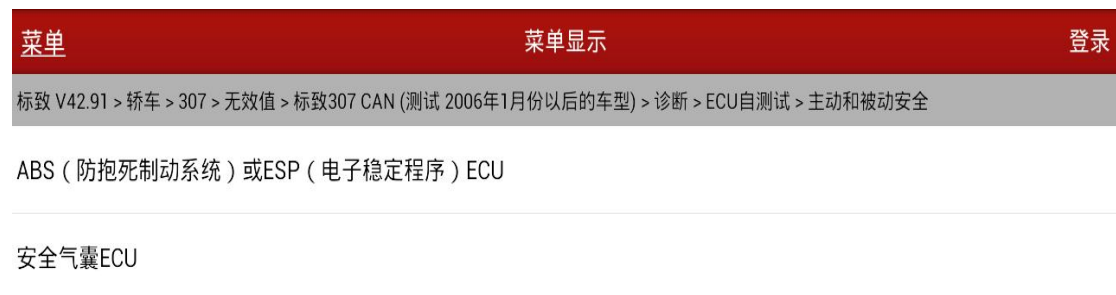 菜单 菜单显示 登录
标致 V42.91 > 轿车 > 307 > 无效值 > 标致307 CAN (测试 2006年1月份以后的车型) > 诊断 > ECU自测试 > 主动和被动安全
ABS（防抱死制动系统）或ESP（电子稳定程序）ECU
安全气囊ECU